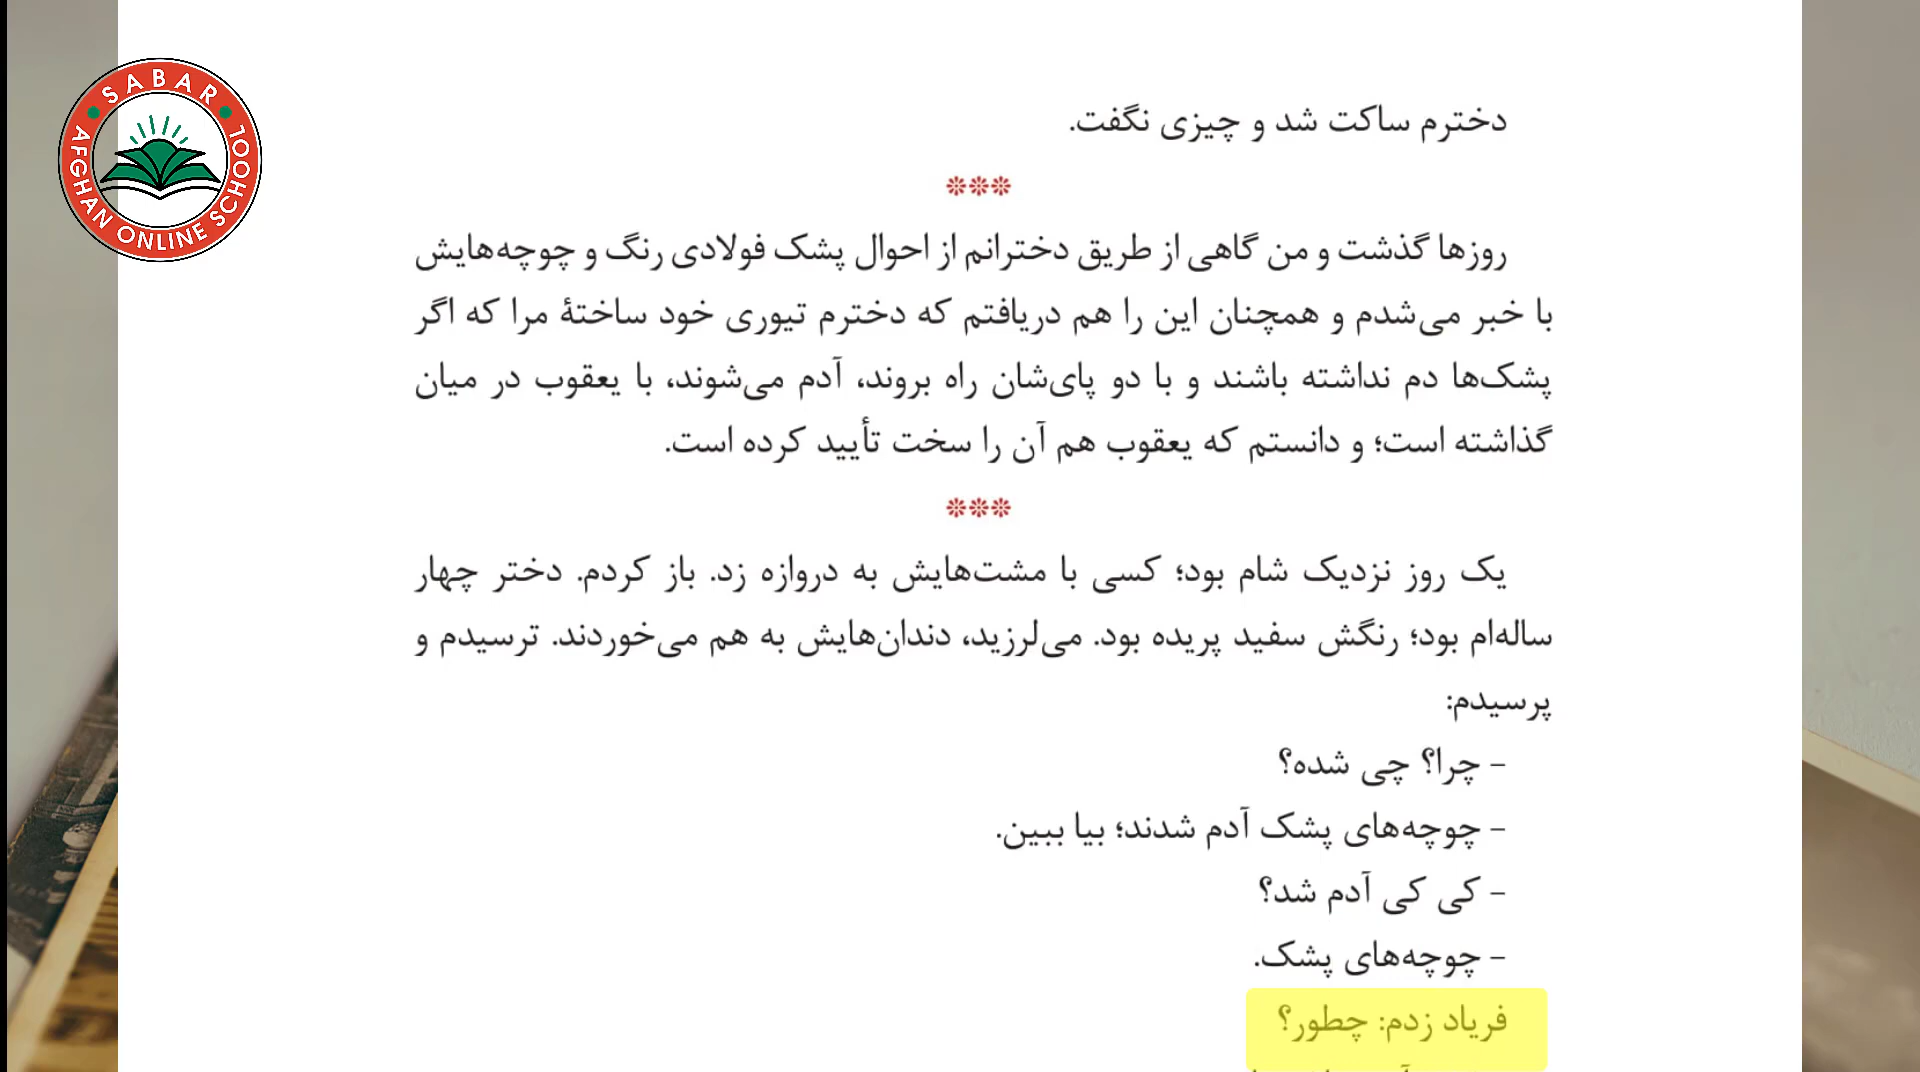 SABAR
AFGHAN ONLINE SCHOOL
دخترم ساکت شد و چیزی نگفت.
***
روزها گذشت و من گاهی از طریق دخترانم از احوال پشک فولادی رنگ و چوچه‌هایش
با خبر می‌شدم و همچنان این را هم دریافتم که دخترم تیوری خود ساختهٔ مرا که اگر
پشک‌ها دم نداشته باشند و با دو پای‌شان راه بروند، آدم می‌شوند، با یعقوب در میان
گذاشته است؛ و دانستم که یعقوب هم آن را سخت تأیید کرده است.
***
یک روز نزدیک شام بود؛ کسی با مشت‌هایش به دروازه زد. باز کردم. دختر چهار
ساله‌ام بود؛ رنگش سفید پریده بود. می‌لرزید، دندان‌هایش به هم می‌خوردند. ترسیدم و
پرسیدم:
– چرا؟ چی شده؟
– چوچه‌های پشک آدم شدند؛ بیا ببین.
– کی کی آدم شد؟
– چوچه‌های پشک.
فریاد زدم: چطور؟